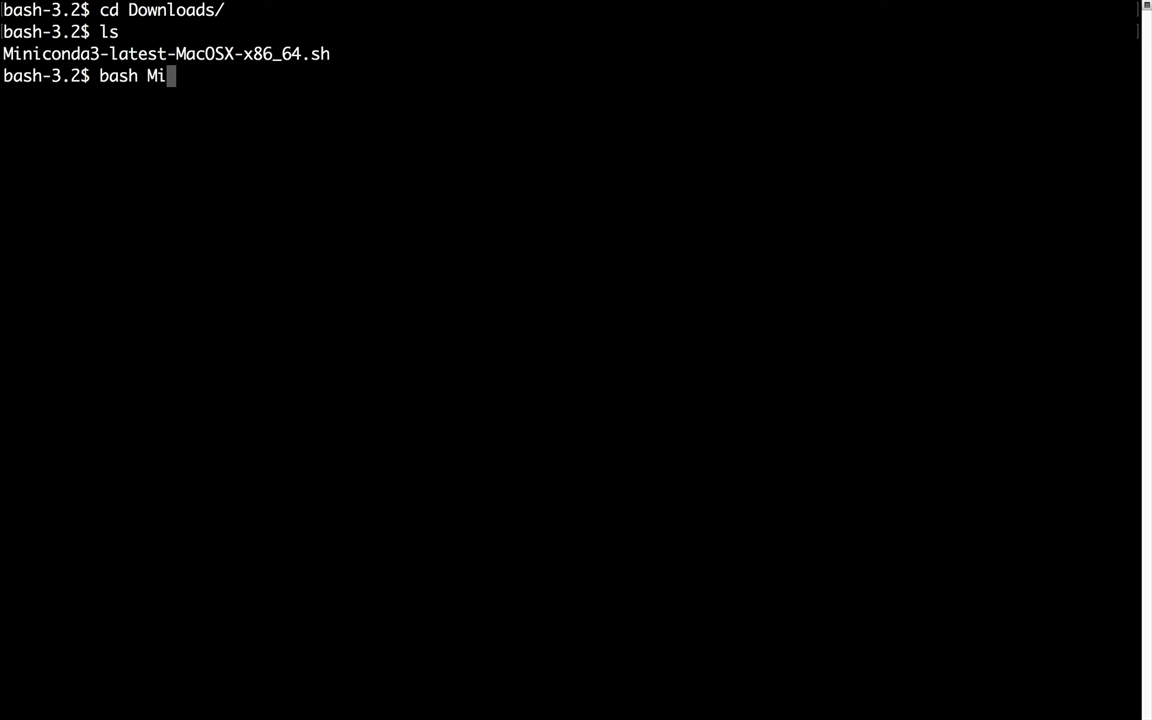 bash-3.2$ cd Downloads/
bash-3.2$ ls
Miniconda3-latest-MacOSX-x86_64.sh
bash-3.2$ bash Mi